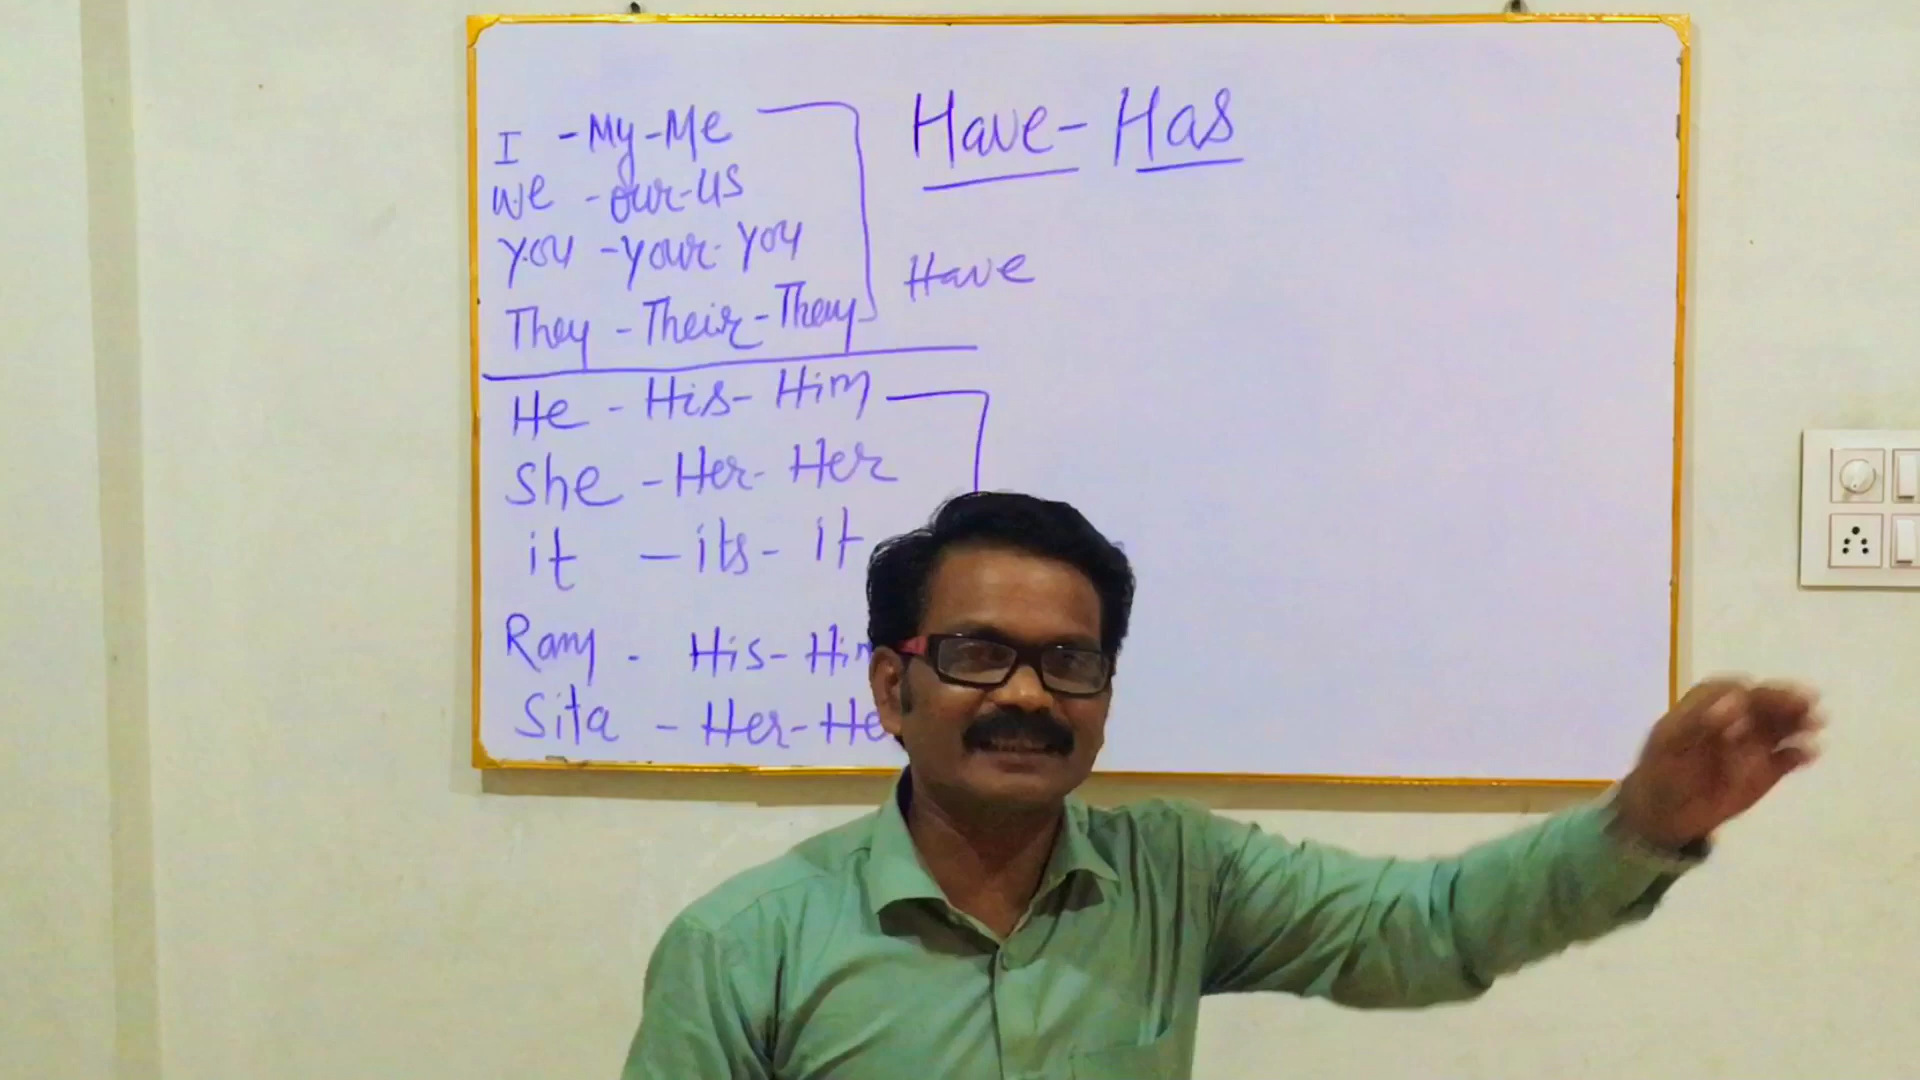 Have - Has
I - My - Me
We - our - us
You - your - You
They - Their - They
Have
He - His - Him
She - Her - Her
it - its - it
Ram - His -
Sita - Her -